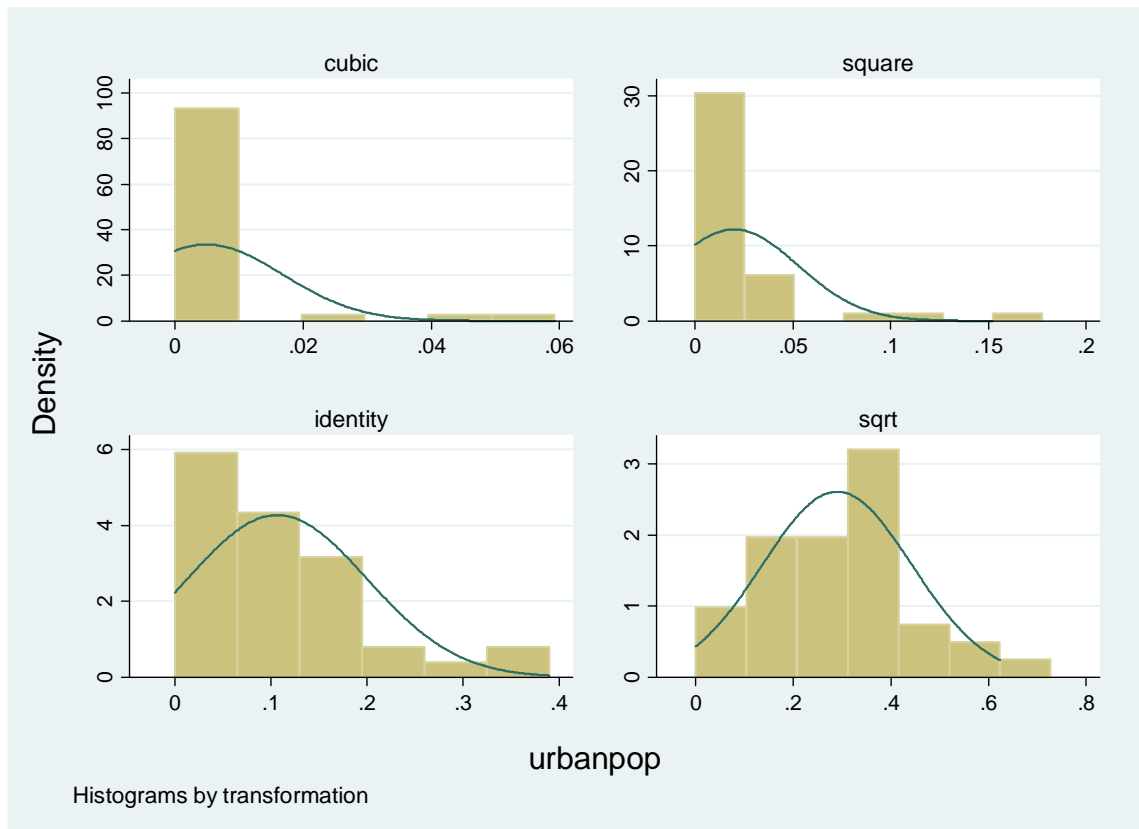 cubic
100
80
60
40
20
0
0 .02 .04 .06
square
30
20
10
0
0 .05 .1 .15 .2
identity
6
4
2
0
0 .1 .2 .3 .4
sqrt
3
2
1
0
0 .2 .4 .6 .8
Density
urbanpop
Histograms by transformation